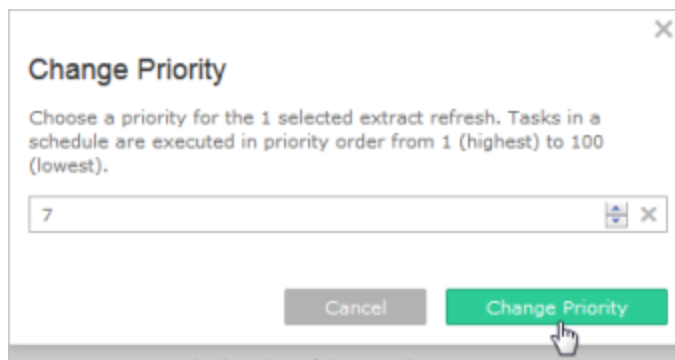 Change Priority
Choose a priority for the 1 selected extract refresh. Tasks in a
schedule are executed in priority order from 1 (highest) to 100
(lowest).
7
Cancel
Change Priority